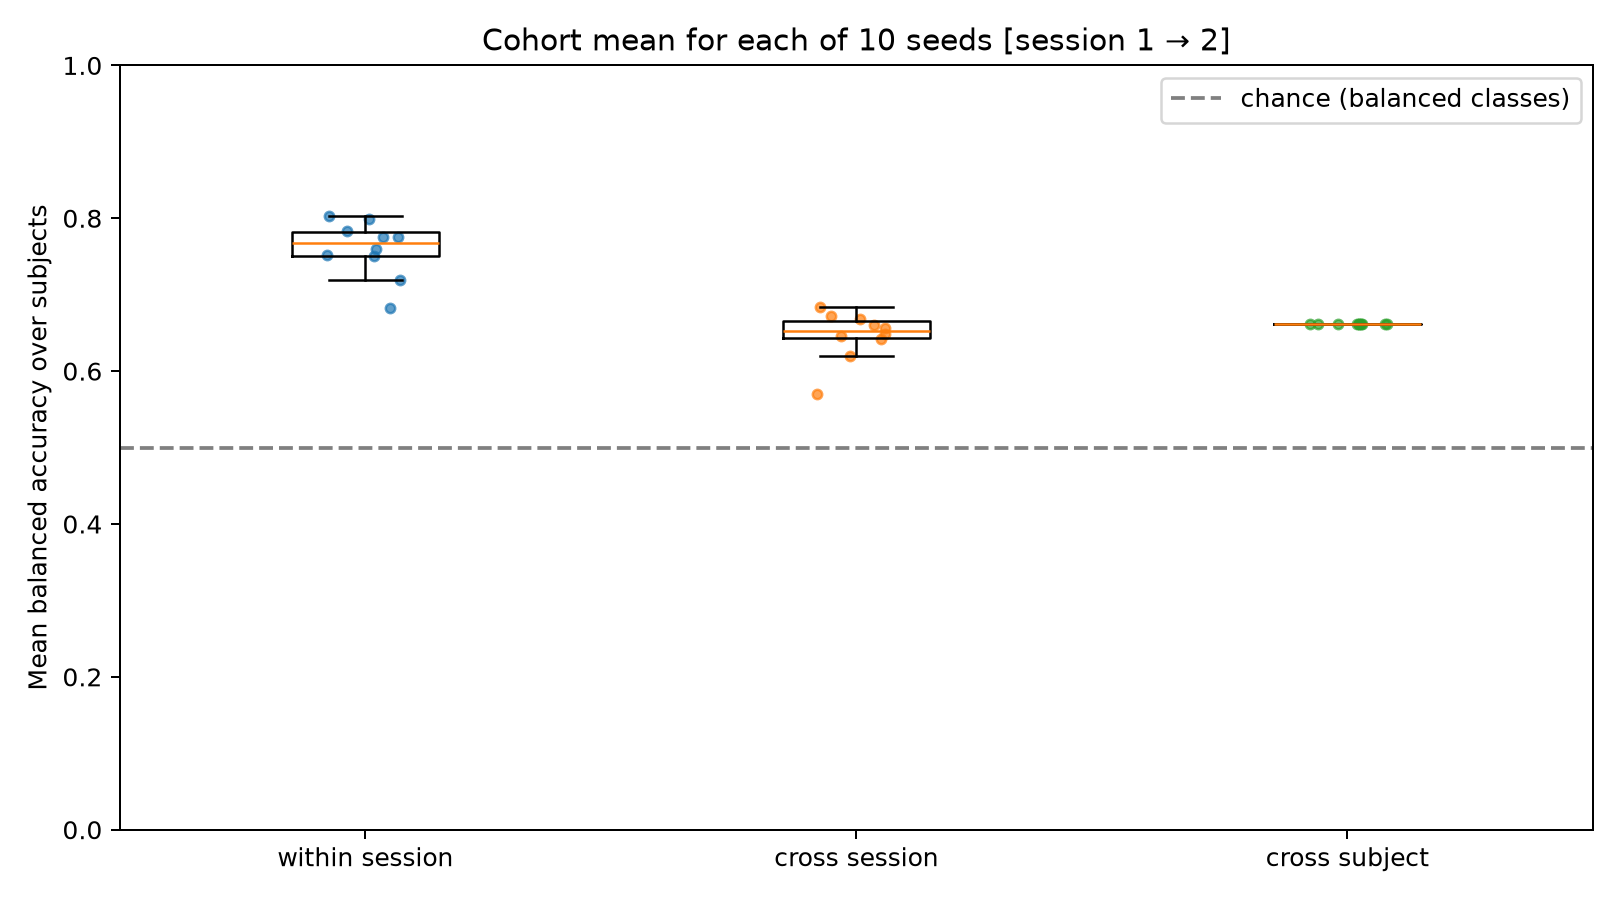 Cohort mean for each of 10 seeds [session 1 → 2]
chance (balanced classes)
Mean balanced accuracy over subjects
1.0
0.8
0.6
0.4
0.2
0.0
within session
cross session
cross subject